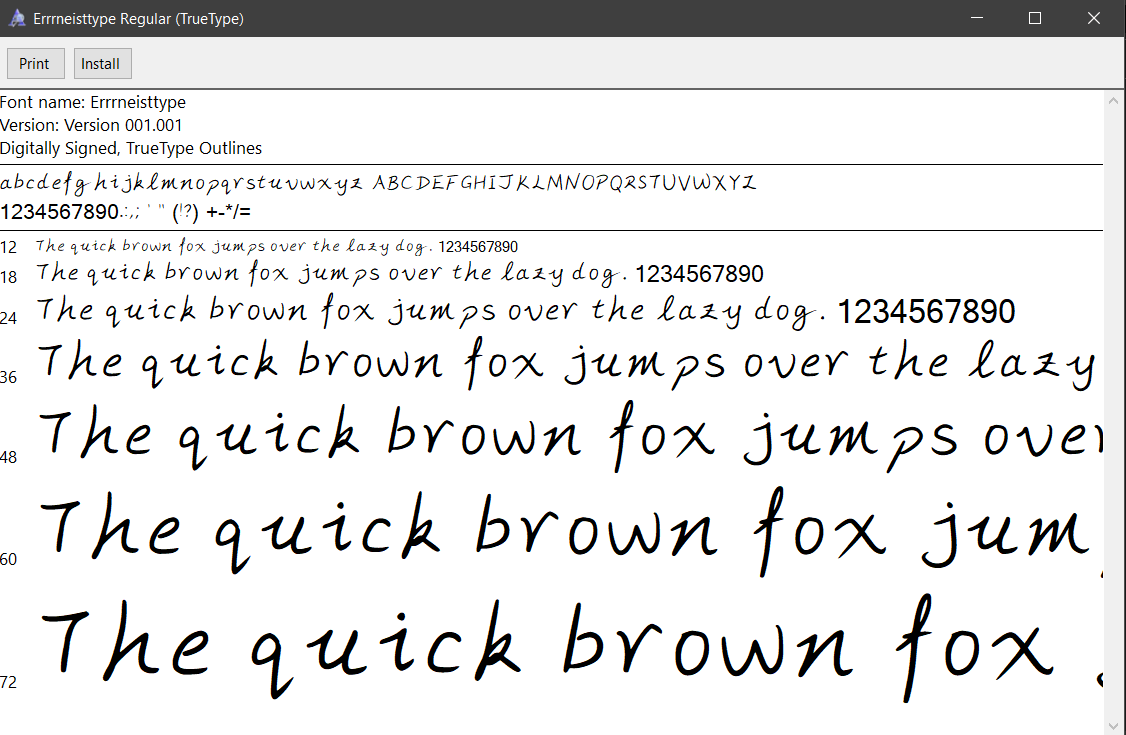 Errrneisttype Regular (TrueType)
Print Install
Font name: Errrneisttype
Version: Version 001.001
Digitally Signed, TrueType Outlines
abcdefghijklmnopqrstuvwxyz ABCDEFGHIJKLMNOPQRSTUVWXYZ
1234567890.:,; ' " (!?) +-*/=
12 The quick brown fox jumps over the lazy dog. 1234567890
18 The quick brown fox jumps over the lazy dog. 1234567890
24 The quick brown fox jumps over the lazy dog. 1234567890
36 The quick brown fox jumps over the lazy
48 The quick brown fox jumps over
60 The quick brown fox jum
72 The quick brown fox